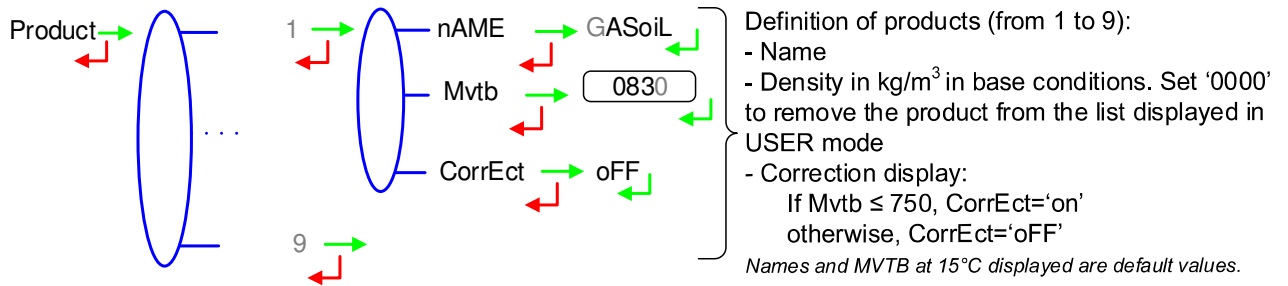 Product
1
nAME
GASoiL
Mvtb
0830
. . .
CorrEct
oFF
9
Definition of products (from 1 to 9):
- Name
- Density in kg/m³ in base conditions. Set ‘0000’
to remove the product from the list displayed in
USER mode
- Correction display:
If Mvtb ≤ 750, CorrEct=‘on’
otherwise, CorrEct=‘oFF’
Names and MVTB at 15°C displayed are default values.